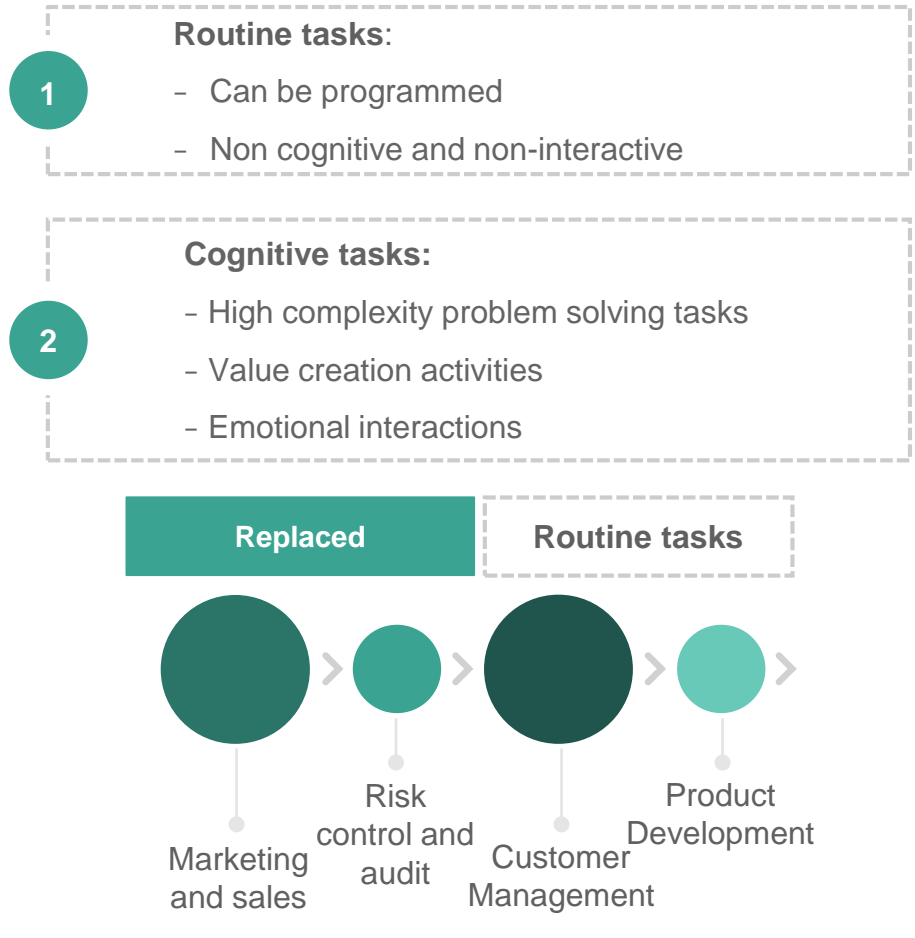 Routine tasks:
1
– Can be programmed
– Non cognitive and non-interactive
Cognitive tasks:
– High complexity problem solving tasks
2
– Value creation activities
– Emotional interactions
Replaced
Routine tasks
Marketing
and sales
Risk
control and
audit
Customer
Management
Product
Development